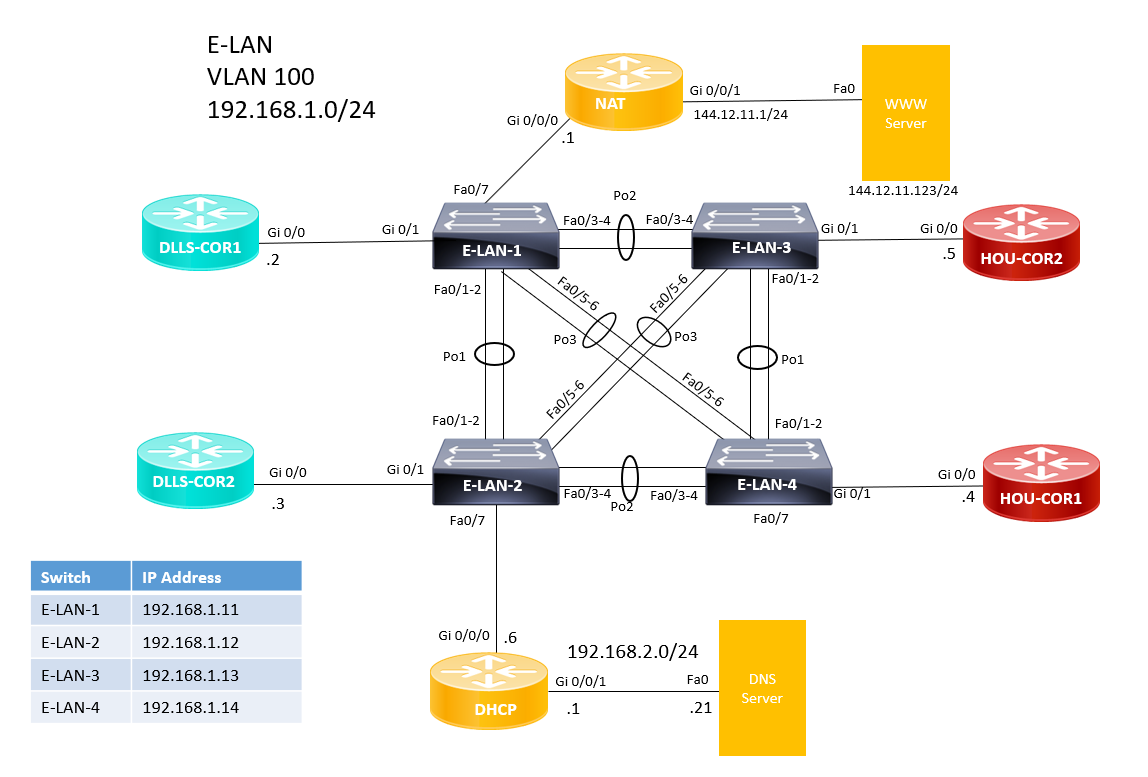 E-LAN
VLAN 100
192.168.1.0/24
NAT
Gi 0/0/1
Fa0
144.12.11.1/24
WWW
Server
144.12.11.123/24
Gi 0/0/0
.1
Fa0/7
DLLS-COR1
Gi 0/0
.2
Gi 0/1
E-LAN-1
Fa0/3-4
Po2
Fa0/3-4
E-LAN-3
Gi 0/1
Gi 0/0
.5
HOU-COR2
Fa0/1-2
Fa0/5-6
Fa0/5-6
Fa0/1-2
Po1
Po3
Po3
Po1
Fa0/5-6
Fa0/5-6
Fa0/1-2
Fa0/1-2
DLLS-COR2
Gi 0/0
.3
Gi 0/1
E-LAN-2
Fa0/3-4
Po2
Fa0/3-4
E-LAN-4
Gi 0/1
Gi 0/0
.4
HOU-COR1
Fa0/7
Fa0/7
Switch IP Address
E-LAN-1 192.168.1.11
E-LAN-2 192.168.1.12
E-LAN-3 192.168.1.13
E-LAN-4 192.168.1.14
Gi 0/0/0
.6
DHCP
192.168.2.0/24
Gi 0/0/1
.1
Fa0
.21
DNS
Server